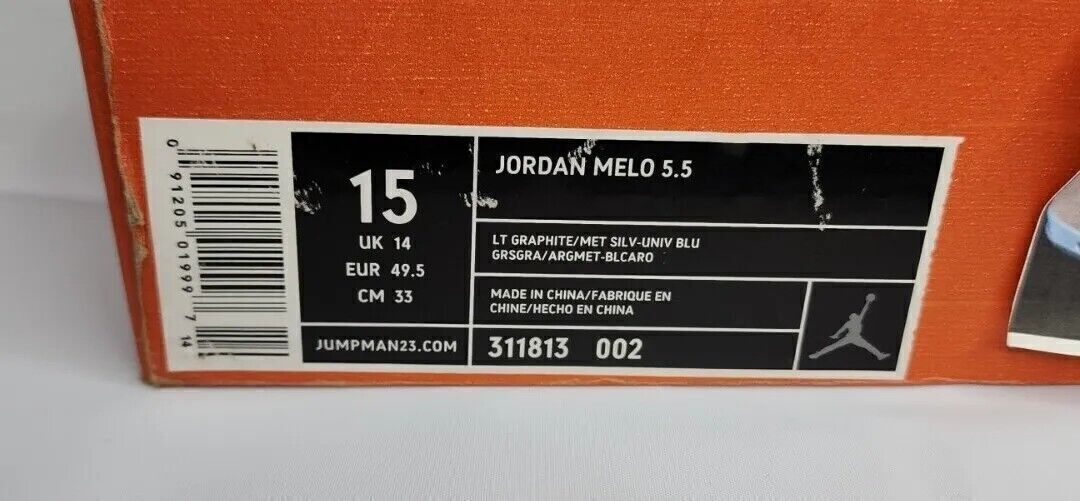 0 91205 01999 7 14
15
UK 14
EUR 49.5
CM 33
JUMPMAN23.COM
JORDAN MELO 5.5
LT GRAPHITE/MET SILV-UNIV BLU
GRSGRA/ARGMET-BLCARO
MADE IN CHINA/FABRIQUE EN
CHINE/HECHO EN CHINA
311813 002